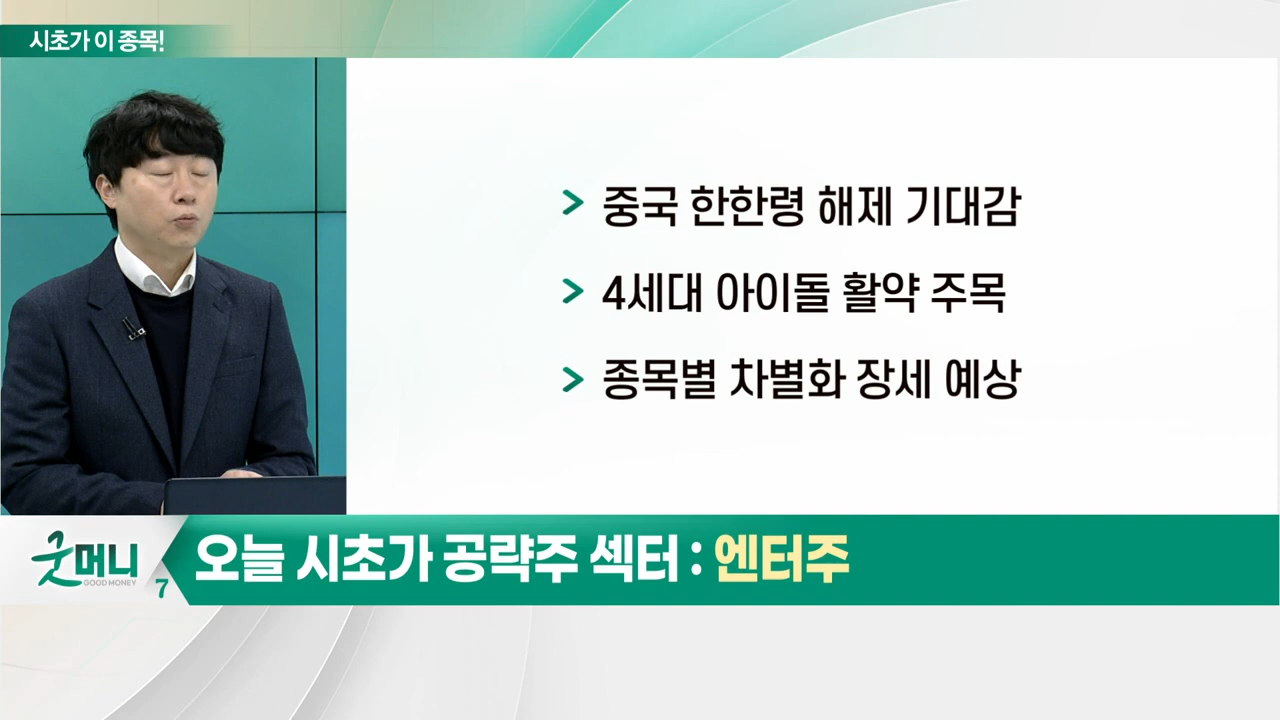 시초가 이 종목!
> 중국 한한령 해제 기대감
> 4세대 아이돌 활약 주목
> 종목별 차별화 장세 예상
굿머니
GOOD MONEY
7
오늘 시초가 공략주 섹터 : 엔터주